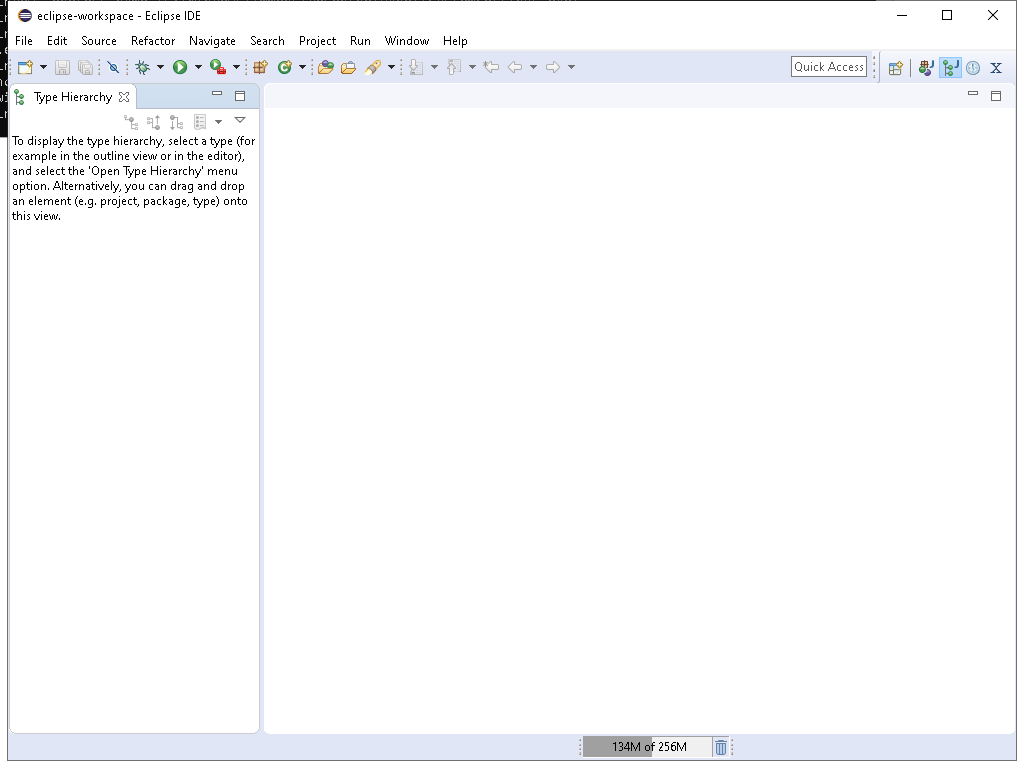 eclipse-workspace - Eclipse IDE
File Edit Source Refactor Navigate Search Project Run Window Help
Quick Access
Type Hierarchy
To display the type hierarchy, select a type (for
example in the outline view or in the editor),
and select the 'Open Type Hierarchy' menu
option. Alternatively, you can drag and drop
an element (e.g. project, package, type) onto
this view.
134M of 256M